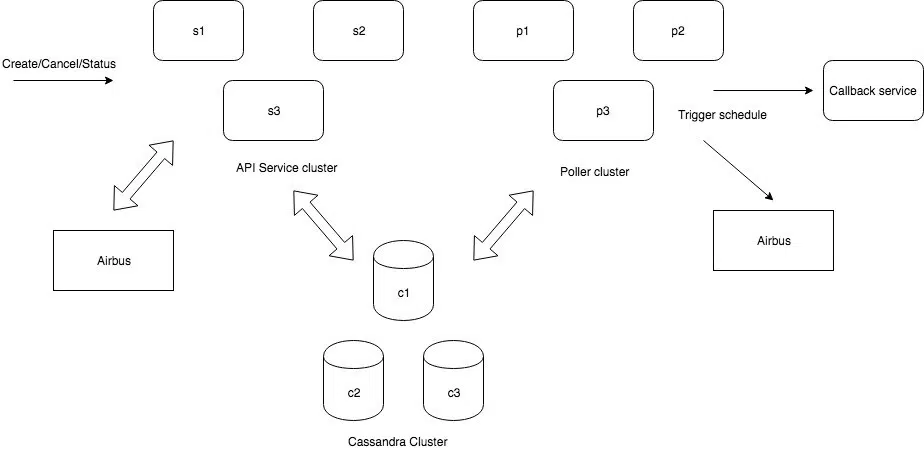 s1
s2
p1
p2
Create/Cancel/Status
Callback service
s3
p3
Trigger schedule
API Service cluster
Poller cluster
Airbus
Airbus
c1
c2
c3
Cassandra Cluster